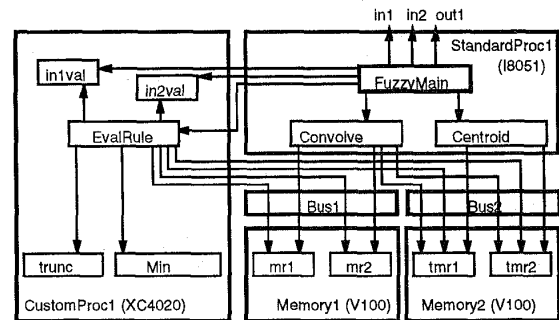 in1 in2 out1
StandardProc1
(I8051)
in1val
in2val
FuzzyMain
EvalRule
Convolve
Centroid
Bus1
Bus2
trunc
Min
mr1
mr2
tmr1
tmr2
CustomProc1 (XC4020)
Memory1 (V100)
Memory2 (V100)